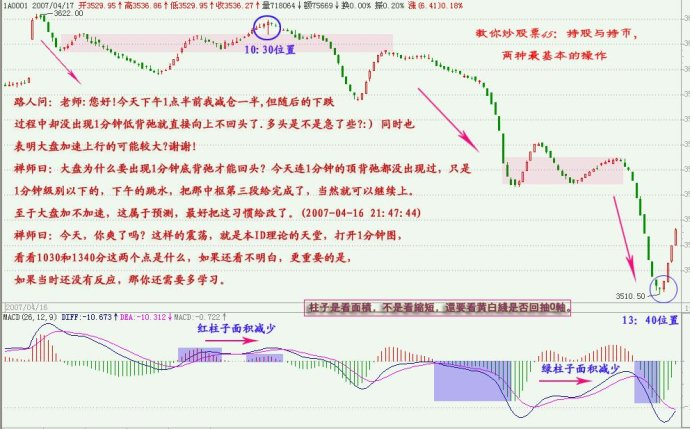 1A0001 2007/04/17 开3529.95↑高3536.86↑低3529.95↑收3536.27↑量718064↓额75669↓换0.00% 振0.20% 涨(6.41)0.18%
3622.00
10:30位置
教你炒股票45：持股与持币，
两种最基本的操作
路人问：老师:您好!今天下午1点半前我减仓一半,但随后的下跌
过程中却没出现1分钟低背弛就直接向上不回头了.多头是不是急了些?:) 同时也
表明大盘加速上行的可能较大?谢谢!
禅师曰：大盘为什么要出现1分钟底背弛才能回头？今天连1分钟的顶背弛都没出现过，只是
1分钟级别以下的，下午的跳水，把那中枢第三段给完成了，当然就可以继续上。
至于大盘加不加速，这属于预测，最好把这习惯给改了。(2007-04-16 21:47:44)
禅师曰：今天，你爽了吗？这样的震荡，就是本ID理论的天堂，打开1分钟图，
看看1030和1340分这两个点是什么，如果还看不明白，更重要的是，
如果当时还没有反应，那你还需要多学习。
3510.50
2007/04/16
柱子是看面積，不是看縮短，還要看黄白綫是否回抽0軸。
MACD(26,12,9) DIFF:-10.673↑ DEA:-10.312↓ MACD:-0.722↑
13：40位置
红柱子面积减少
绿柱子面积减少